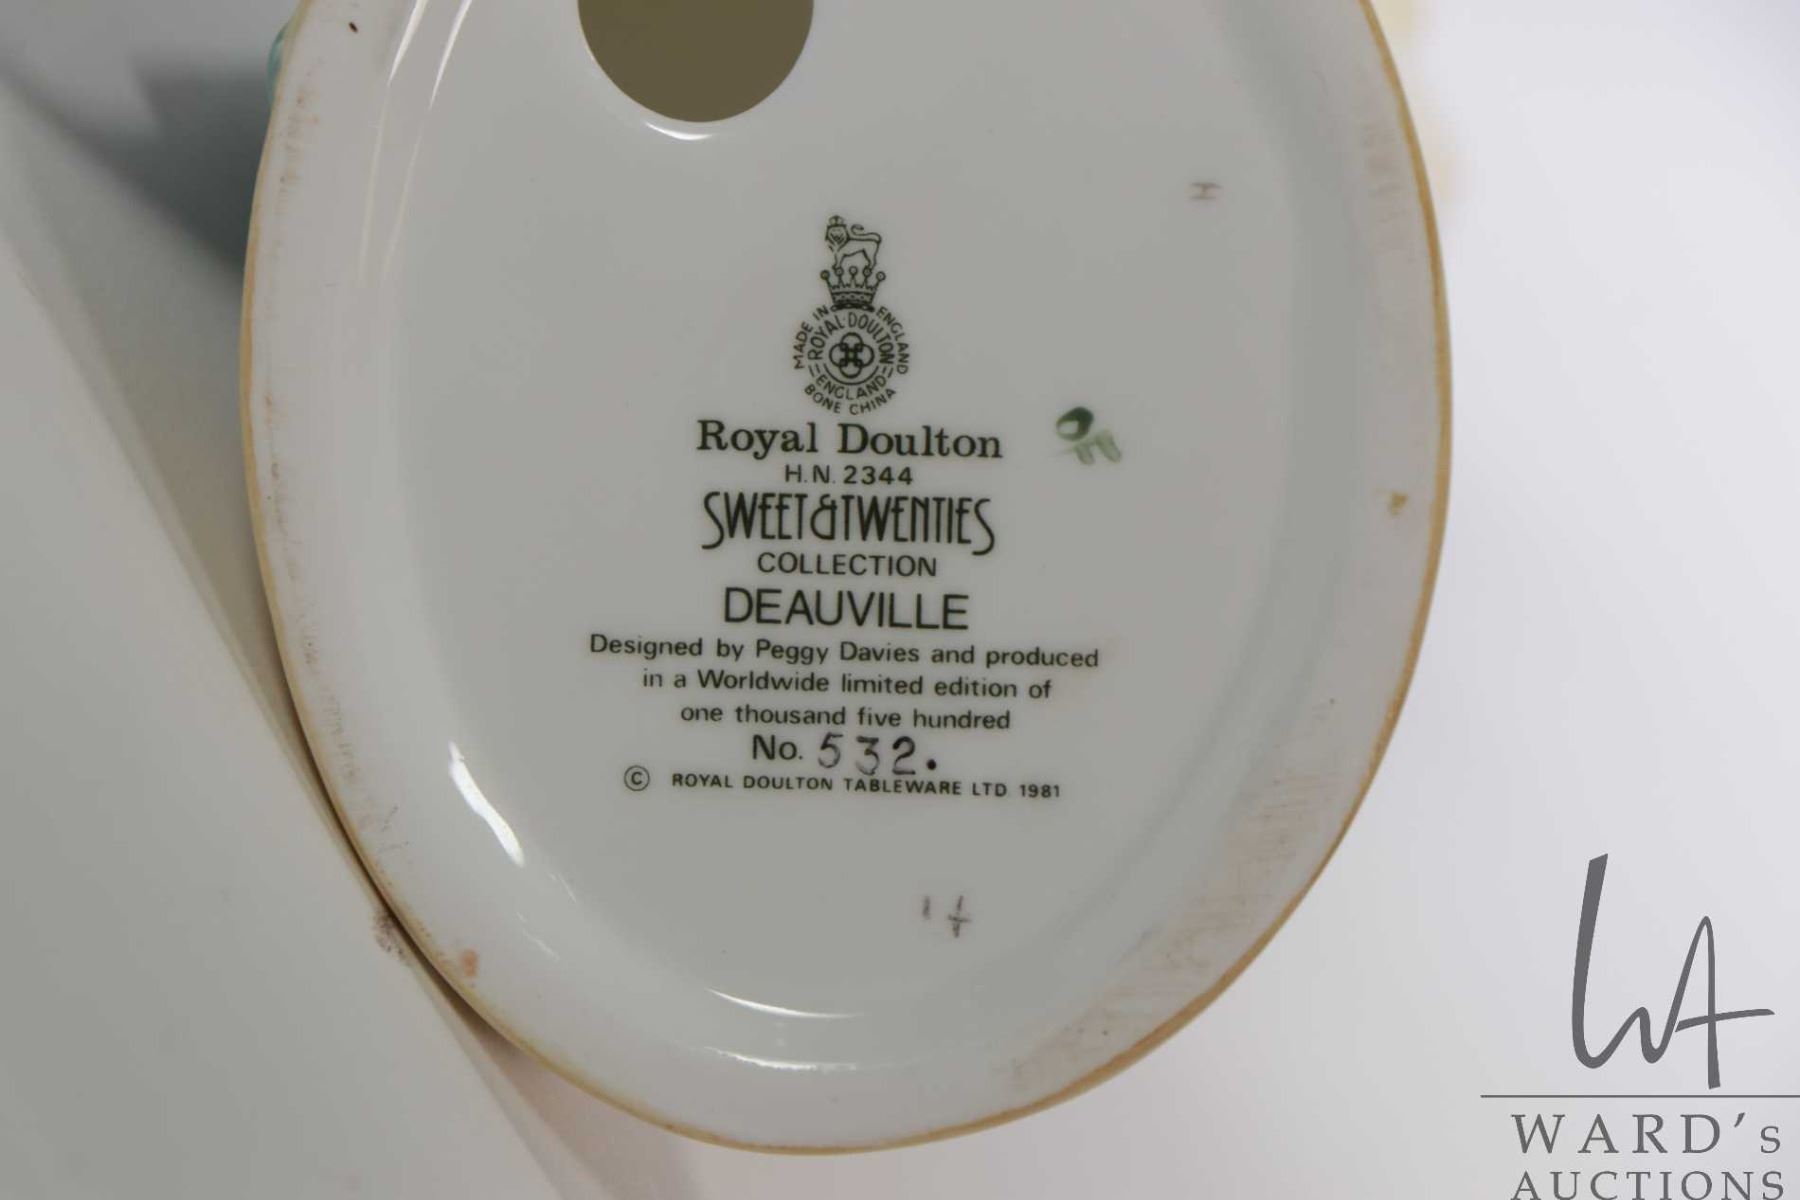 MADE IN ENGLAND
ROYAL·DOULTON
ENGLAND
BONE CHINA
Royal Doulton
H.N. 2344
SWEET&TWENTIES
COLLECTION
DEAUVILLE
Designed by Peggy Davies and produced
in a Worldwide limited edition of
one thousand five hundred
No. 532.
© ROYAL DOULTON TABLEWARE LTD 1981
WA
WARD's
AUCTIONS